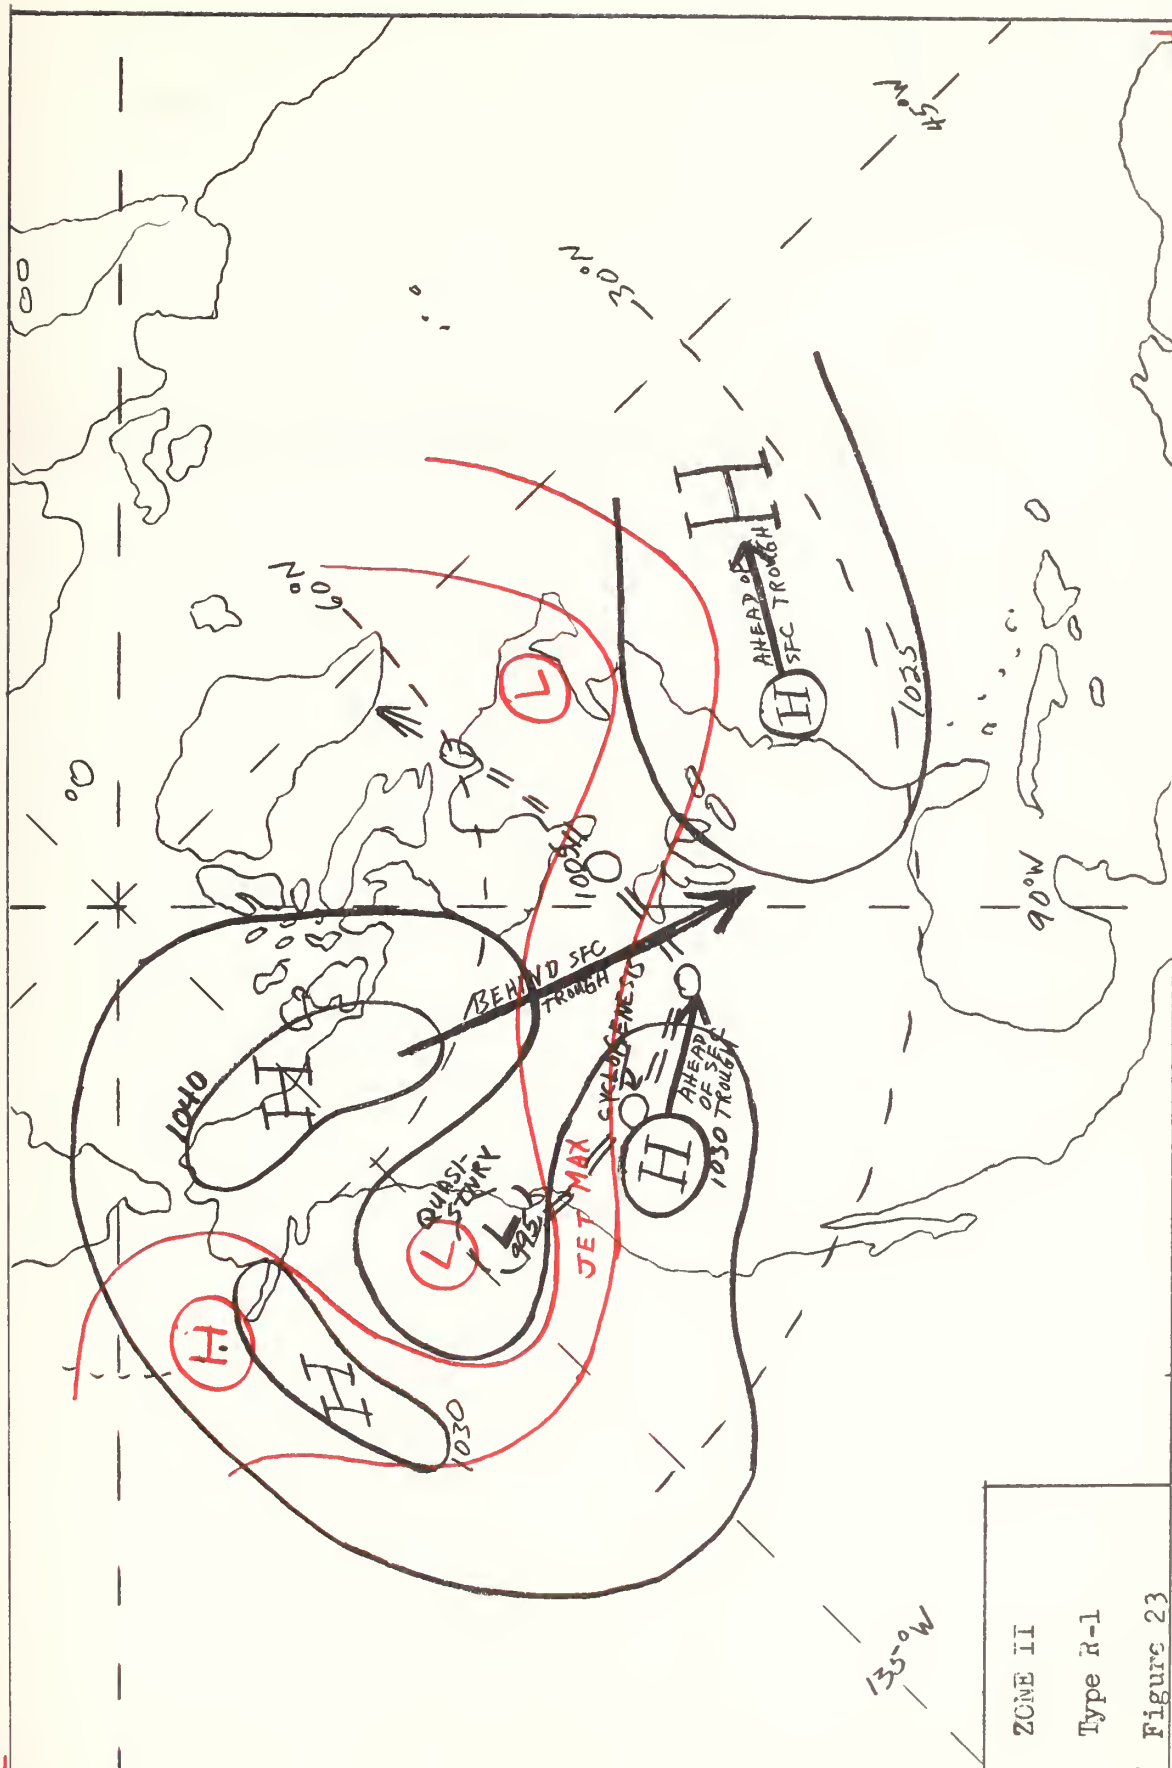 45°W
30°N
60°N
H
AHEAD OF
SFC TROUGH
H
1025
L
1005
90°W
BEHIND SFC
TROUGH
CYCLOGENESIS
AHEAD
OF SFC
TROUGH
H
1030
1040
H
QUASI-
STNRY
L
L
995
JET MAX
H
H
1030
135°W
ZONE II
Type R-1
Figure 23